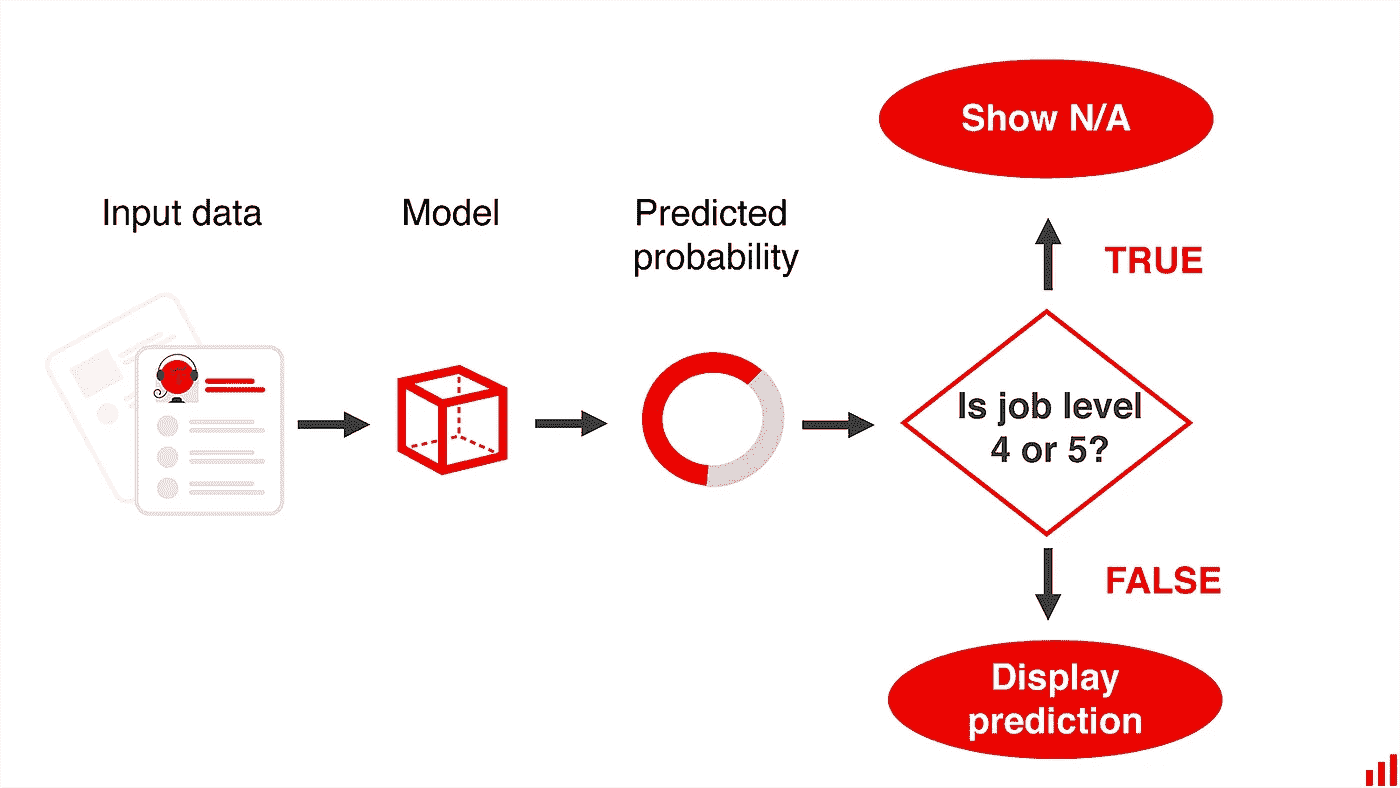 Show N/A
Input data
Model
Predicted
probability
TRUE
Is job level
4 or 5?
FALSE
Display
prediction